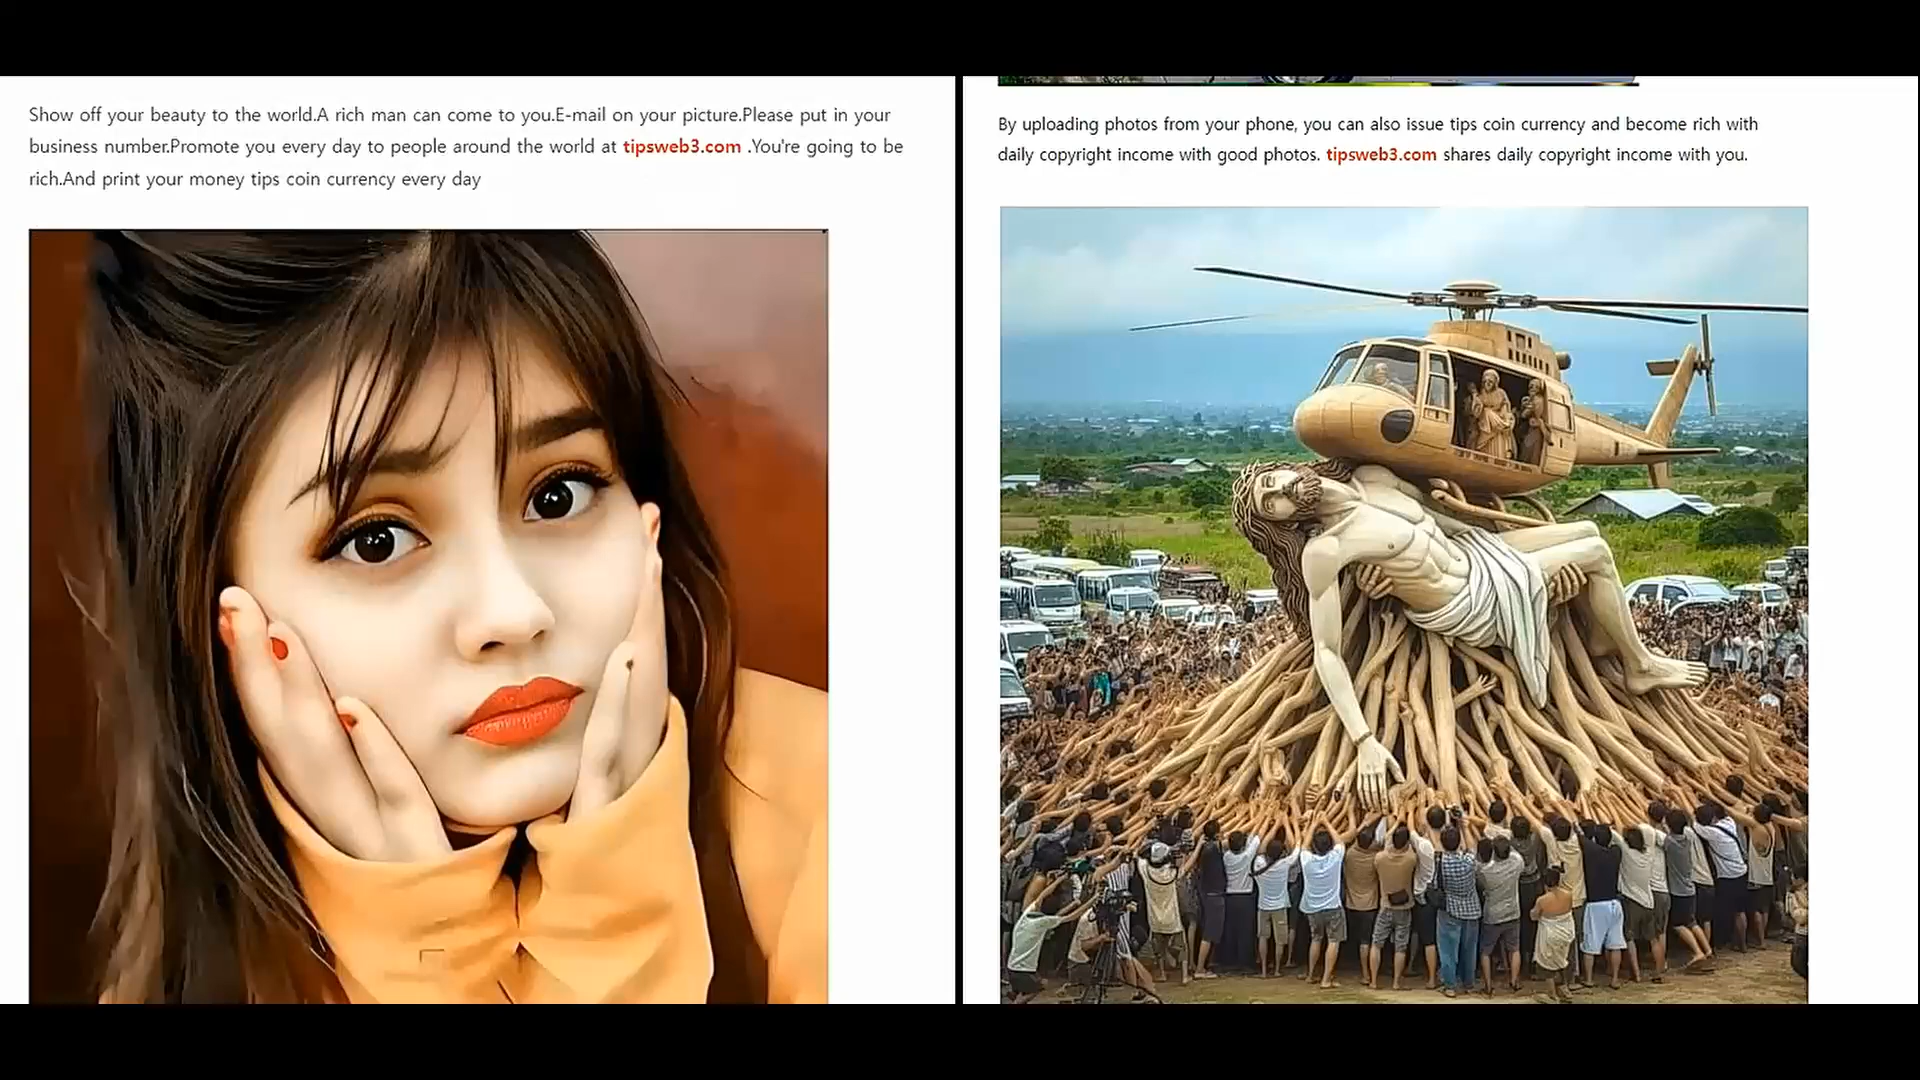 Show off your beauty to the world.A rich man can come to you.E-mail on your picture.Please put in your
business number.Promote you every day to people around the world at tipsweb3.com .You're going to be
rich.And print your money tips coin currency every day
By uploading photos from your phone, you can also issue tips coin currency and become rich with
daily copyright income with good photos. tipsweb3.com shares daily copyright income with you.